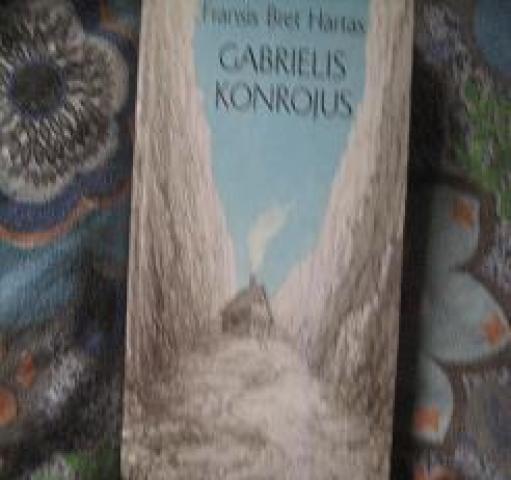 Fransis Bret Hartas
GABRIELIS
KONROJUS